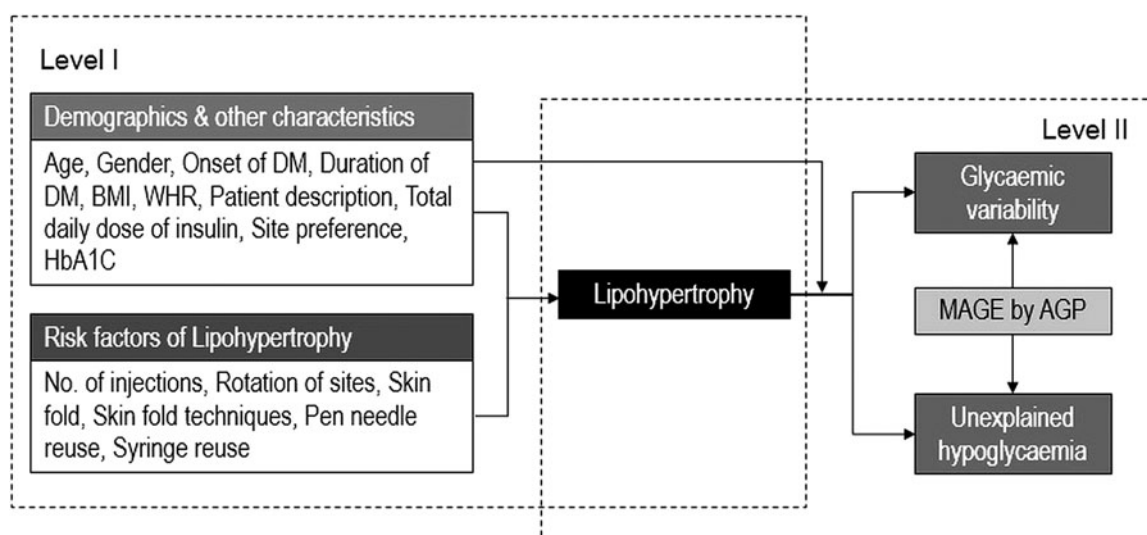 Level I
Demographics & other characteristics
Age, Gender, Onset of DM, Duration of
DM, BMI, WHR, Patient description, Total
daily dose of insulin, Site preference,
HbA1C
Risk factors of Lipohypertrophy
No. of injections, Rotation of sites, Skin
fold, Skin fold techniques, Pen needle
reuse, Syringe reuse
Lipohypertrophy
Level II
Glycaemic
variability
MAGE by AGP
Unexplained
hypoglycaemia